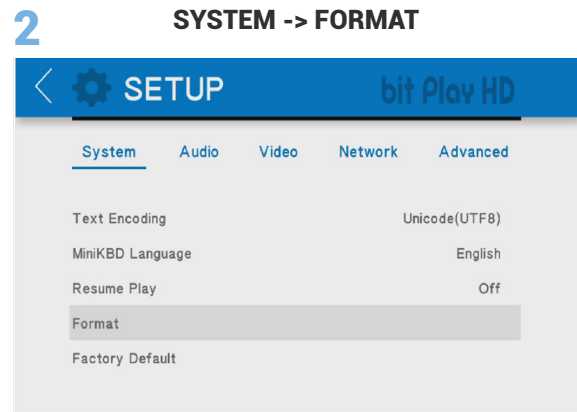 2
SYSTEM -> FORMAT
SETUP
bit Play HD
System Audio Video Network Advanced
Text Encoding Unicode(UTF8)
MiniKBD Language English
Resume Play Off
Format
Factory Default